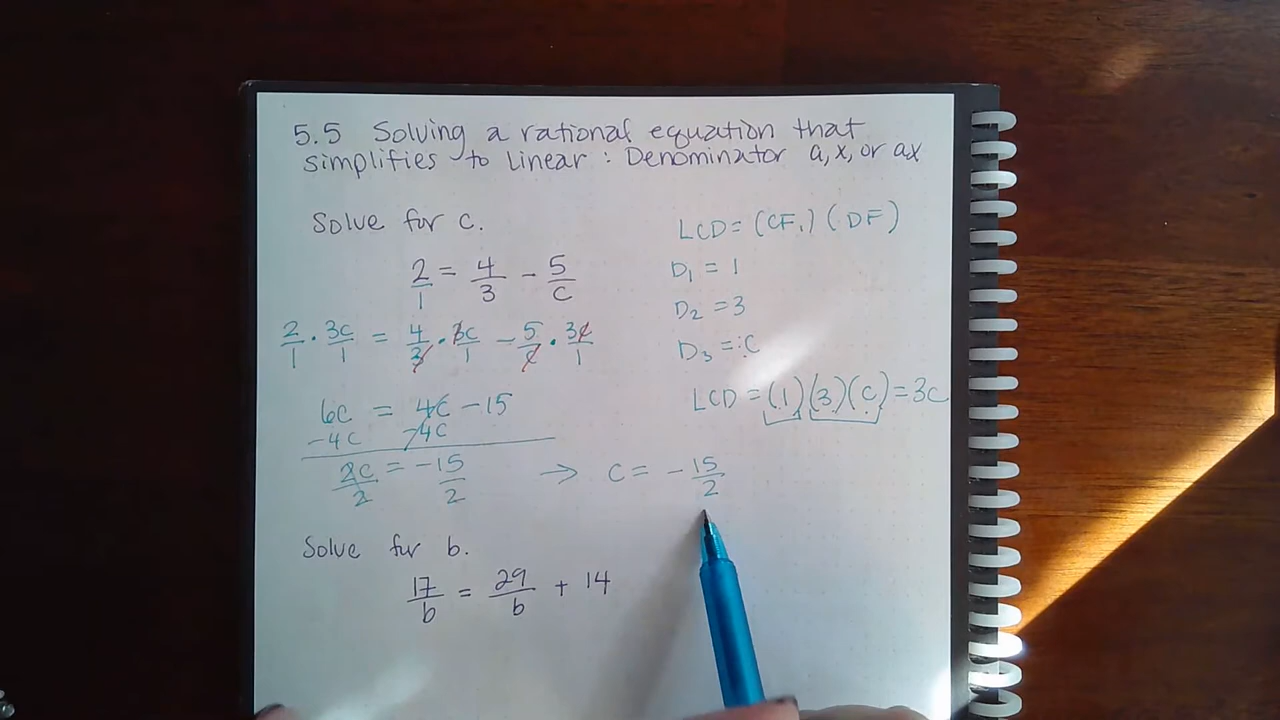 5.5 Solving a rational equation that
simplifies to Linear : Denominator a, x, or ax
Solve for c.
2/1 = 4/3 - 5/c
2/1 · 3c/1 = 4/3 · 3c/1 - 5/c · 3c/1
6c = 4c - 15
-4c -4c
2c/2 = -15/2 → c = -15/2
LCD = (CF,) (DF)
D1 = 1
D2 = 3
D3 = c
LCD = (1)(3)(c) = 3c
Solve for b.
17/b = 29/b + 14